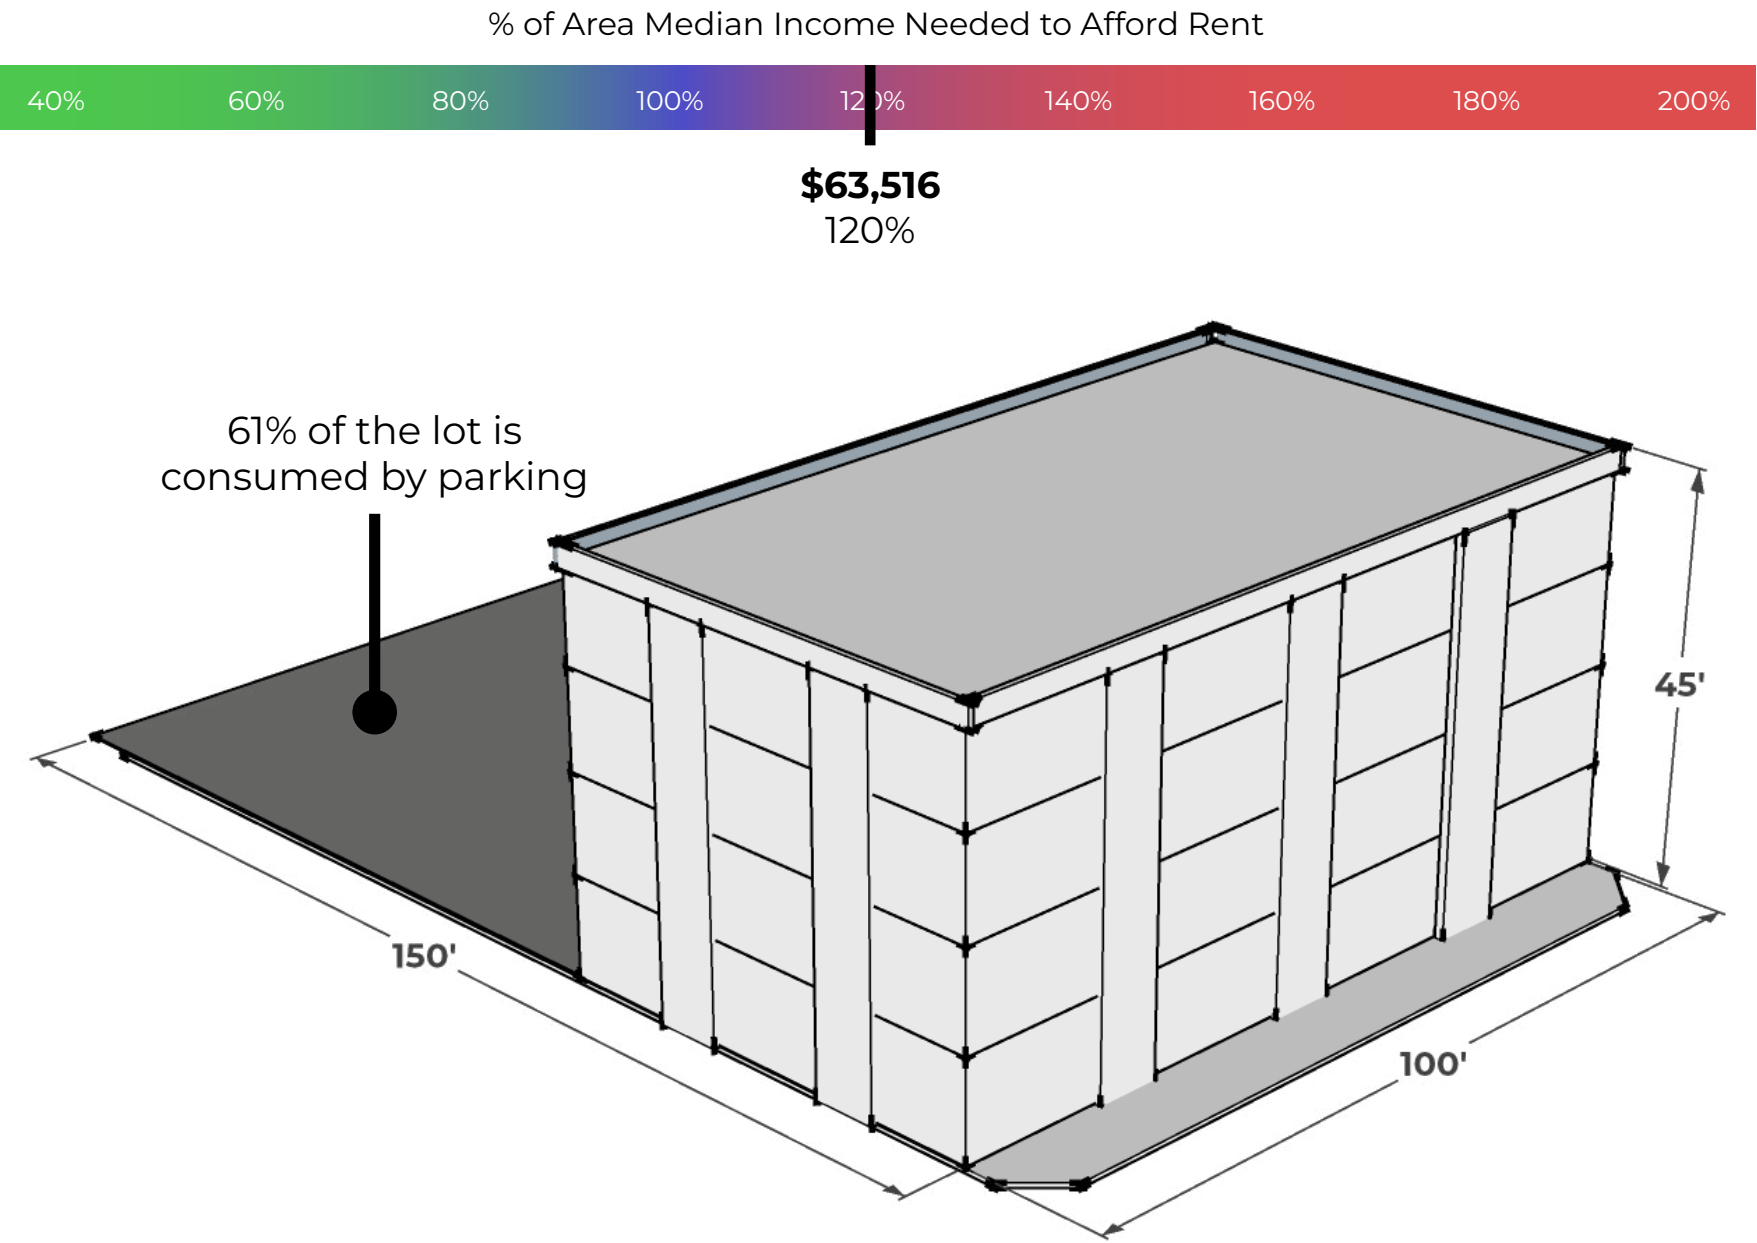 % of Area Median Income Needed to Afford Rent
40% 60% 80% 100% 120% 140% 160% 180% 200%
$63,516
120%
61% of the lot is
consumed by parking
45'
150'
100'